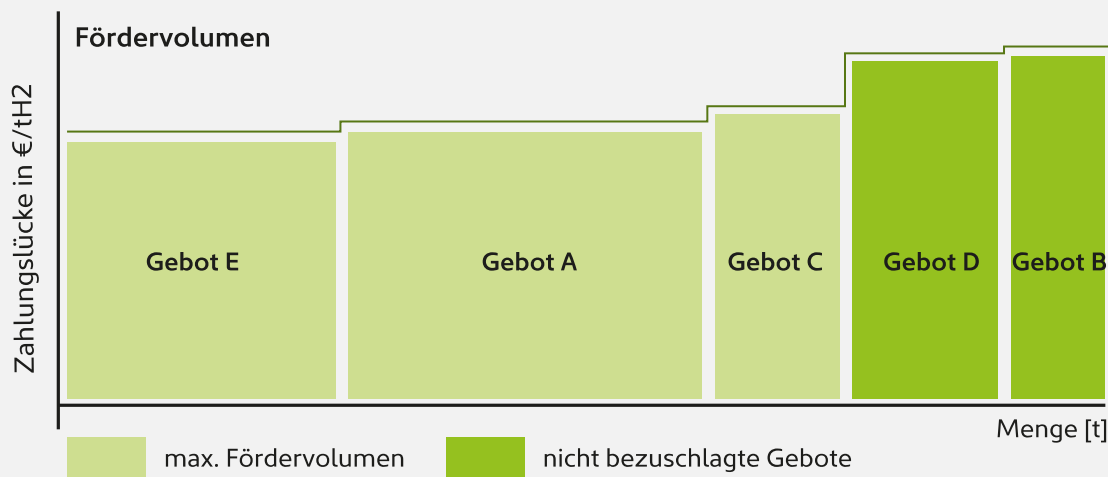 Fördervolumen
Zahlungslücke in €/tH2
Gebot E
Gebot A
Gebot C
Gebot D
Gebot B
Menge [t]
max. Fördervolumen
nicht bezuschlagte Gebote